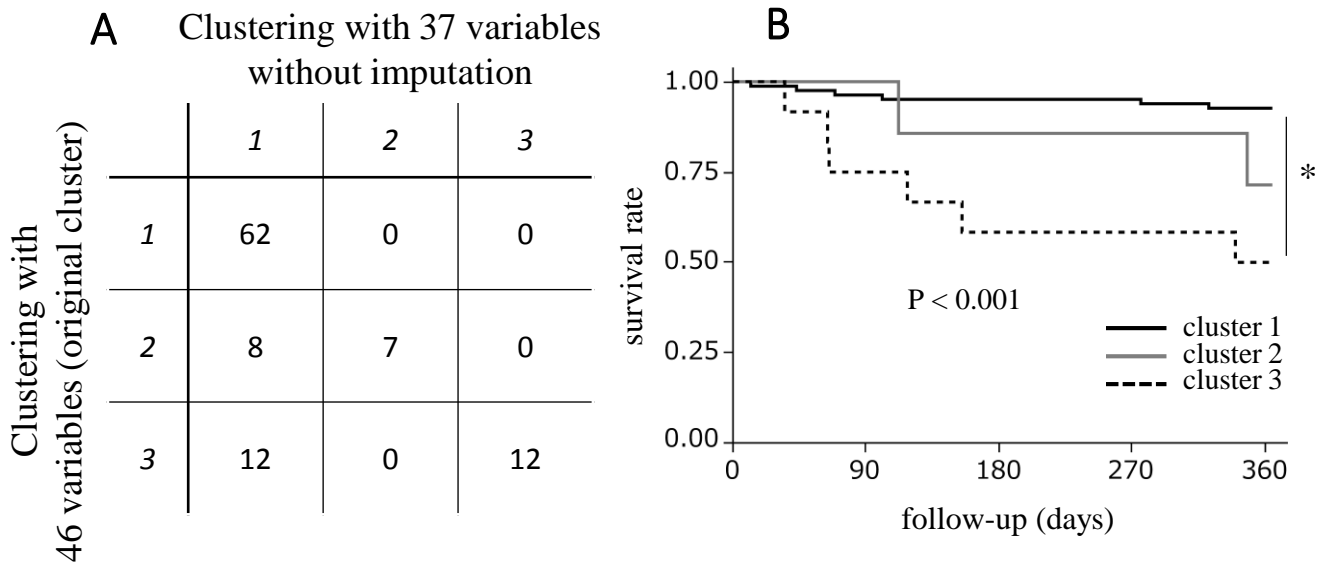 A
Clustering with 37 variables
without imputation
Clustering with
46 variables (original cluster)
1 2 3
1 62 0 0
2 8 7 0
3 12 0 12
B
survival rate
1.00
0.75
0.50
0.25
0.00
0 90 180 270 360
follow-up (days)
P < 0.001
cluster 1
cluster 2
cluster 3
*